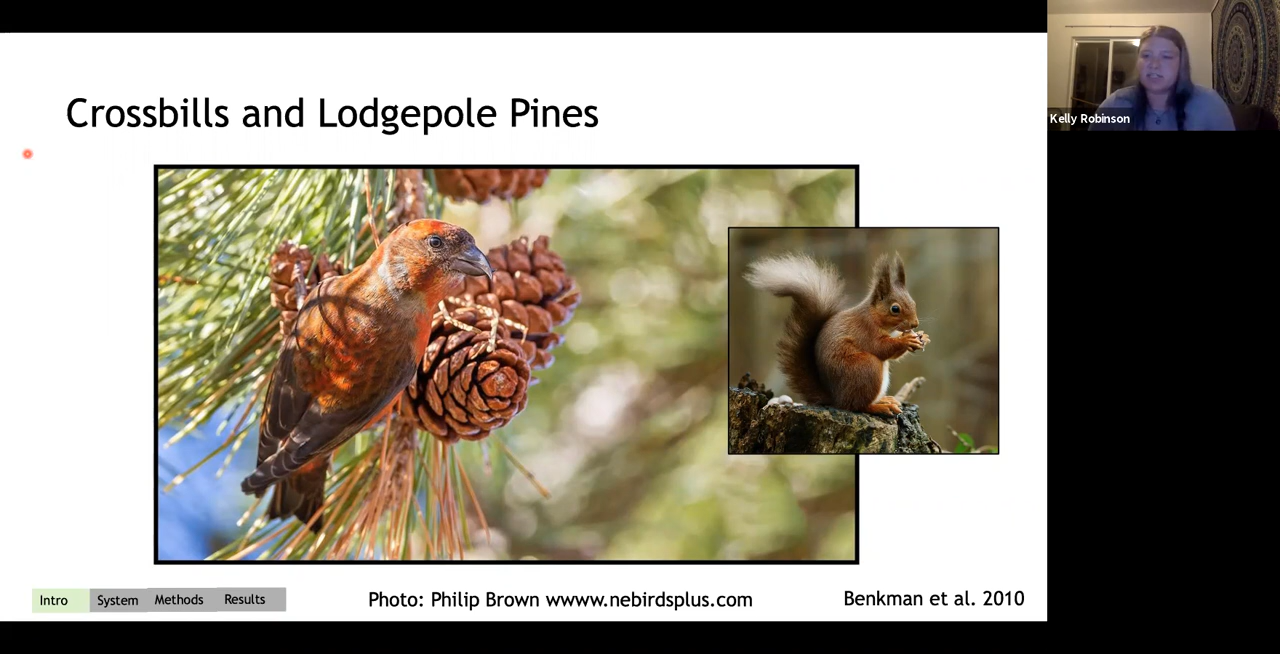 Crossbills and Lodgepole Pines
Kelly Robinson
Intro System Methods Results
Photo: Philip Brown wwww.nebirdsplus.com
Benkman et al. 2010